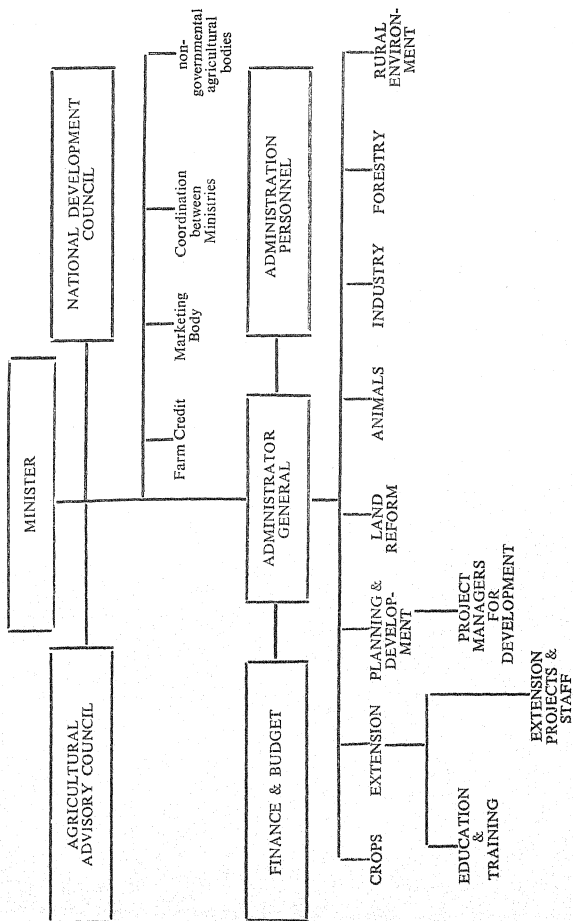 MINISTER
AGRICULTURAL
ADVISORY COUNCIL
NATIONAL DEVELOPMENT
COUNCIL
Farm Credit
Marketing
Body
Coordination
between
Ministries
non-
governmental
agricultural
bodies
FINANCE & BUDGET
ADMINISTRATOR
GENERAL
ADMINISTRATION
PERSONNEL
CROPS
EXTENSION
PLANNING &
DEVELOP-
MENT
LAND
REFORM
ANIMALS
INDUSTRY
FORESTRY
RURAL
ENVIRON-
MENT
EDUCATION
&
TRAINING
EXTENSION
PROJECTS &
STAFF
PROJECT
MANAGERS
FOR
DEVELOPMENT